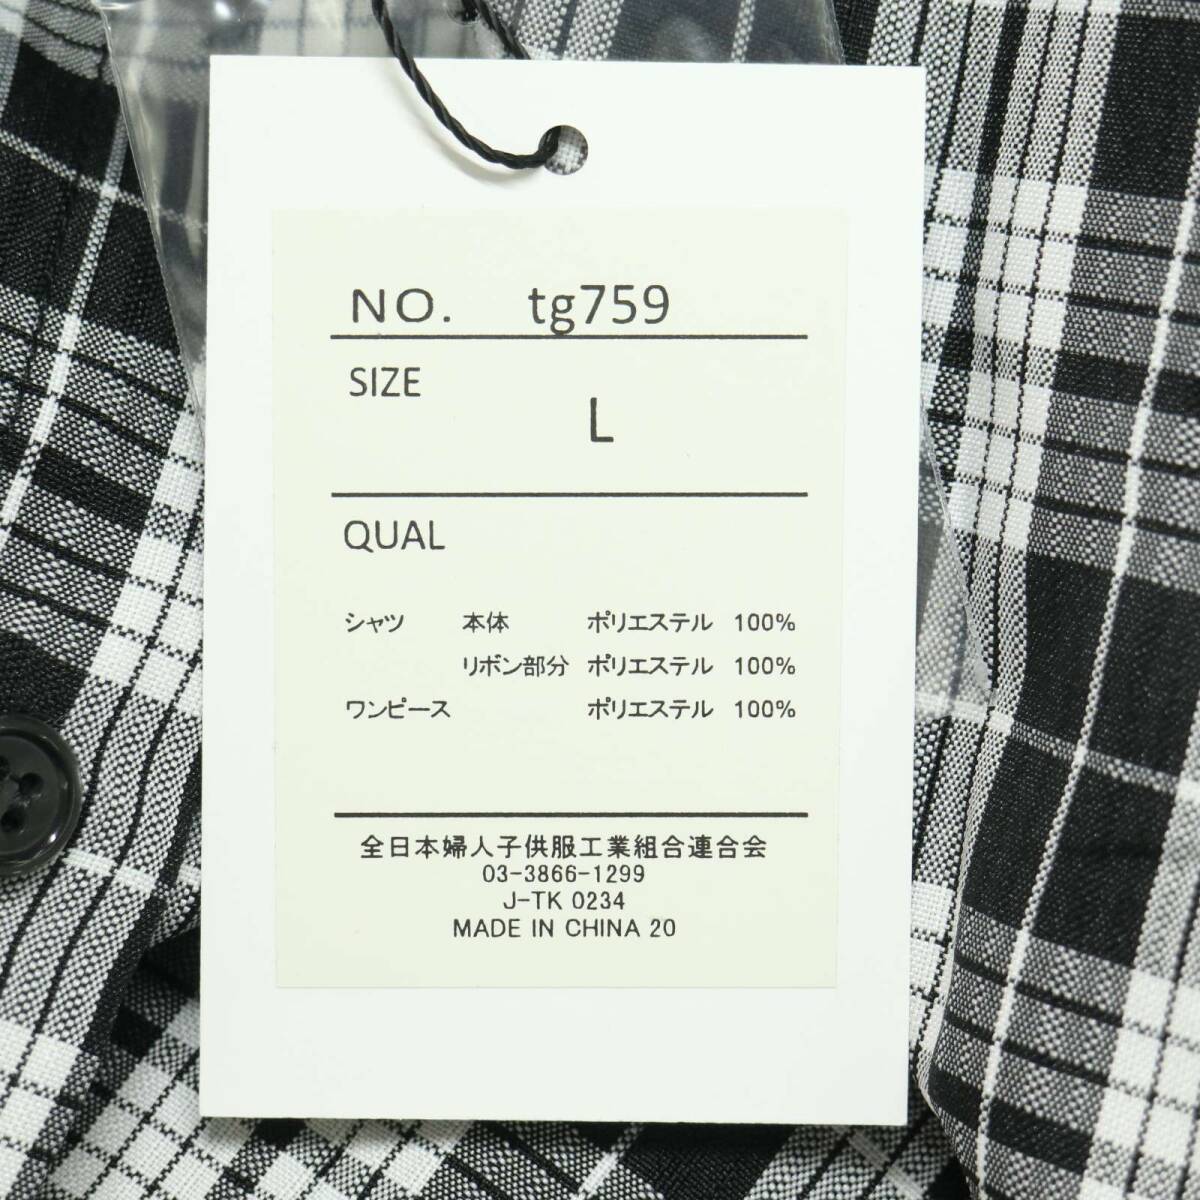 NO. tg759
SIZE
L
QUAL
シャツ 本体 ポリエステル 100%
リボン部分 ポリエステル 100%
ワンピース ポリエステル 100%
全日本婦人子供服工業組合連合会
03-3866-1299
J-TK 0234
MADE IN CHINA 20